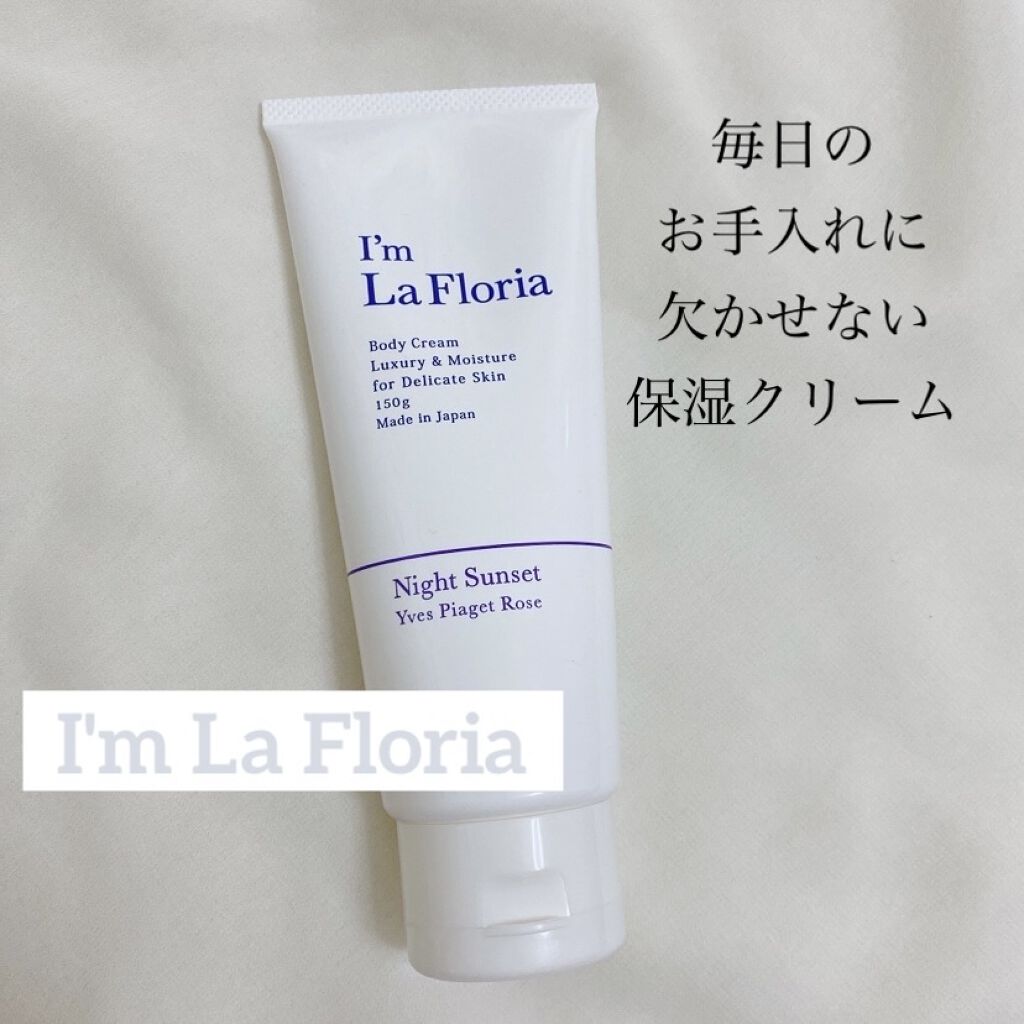 毎日の
お手入れに
欠かせない
保湿クリーム
I'm
La Floria
Body Cream
Luxury & Moisture
for Delicate Skin
150g
Made in Japan
Night Sunset
Yves Piaget Rose
I'm La Floria